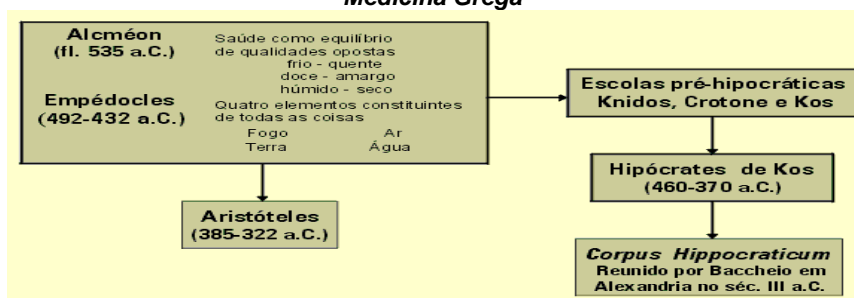 Medicina Grega
Alcméon
(fl. 535 a.C.)
Saúde como equilíbrio
de qualidades opostas
frio - quente
doce - amargo
húmido - seco
Empédocles
(492-432 a.C.)
Quatro elementos constituintes
de todas as coisas
Fogo Ar
Terra Água
Aristóteles
(385-322 a.C.)
Escolas pré-hipocráticas
Knidos, Crotone e Kos
Hipócrates de Kos
(460-370 a.C.)
Corpus Hippocraticum
Reunido por Baccheio em
Alexandria no séc. III a.C.